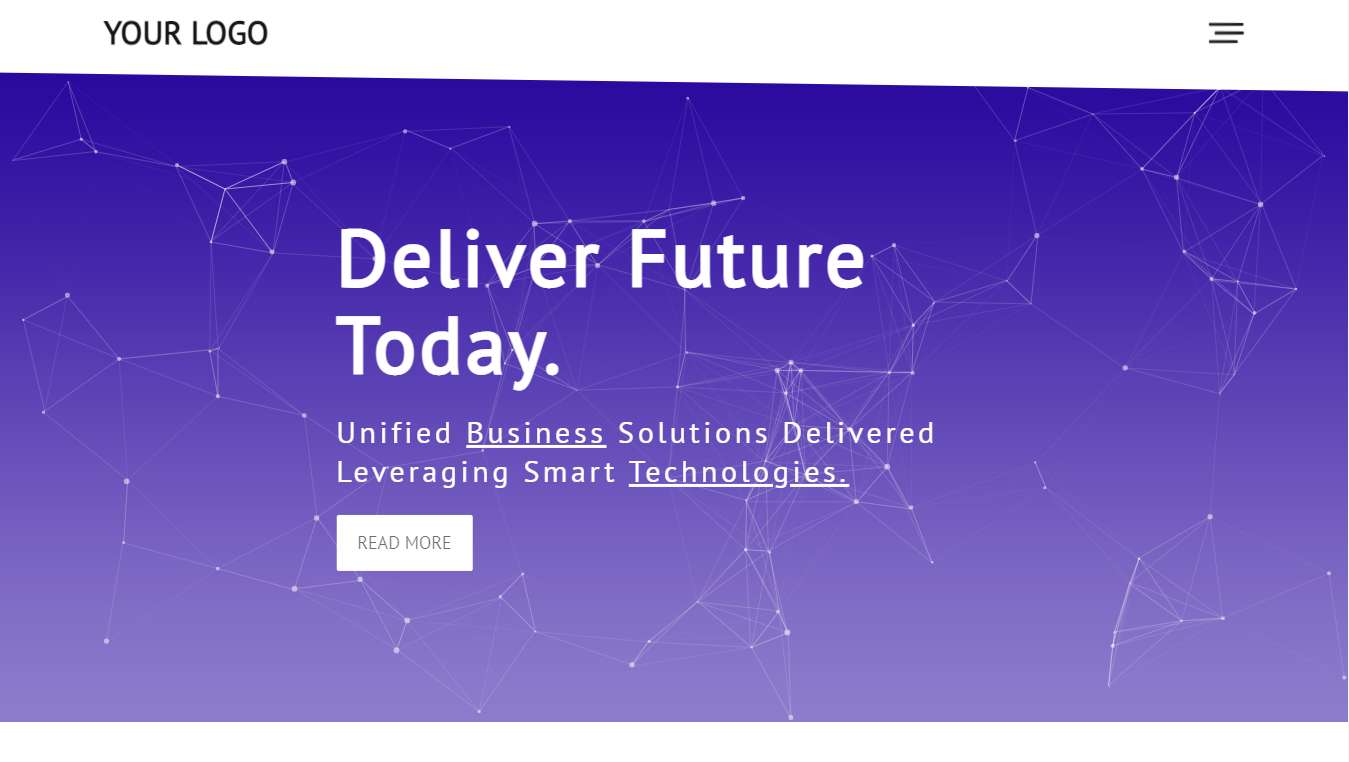 YOUR LOGO
Deliver Future
Today.
Unified Business Solutions Delivered
Leveraging Smart Technologies.
READ MORE